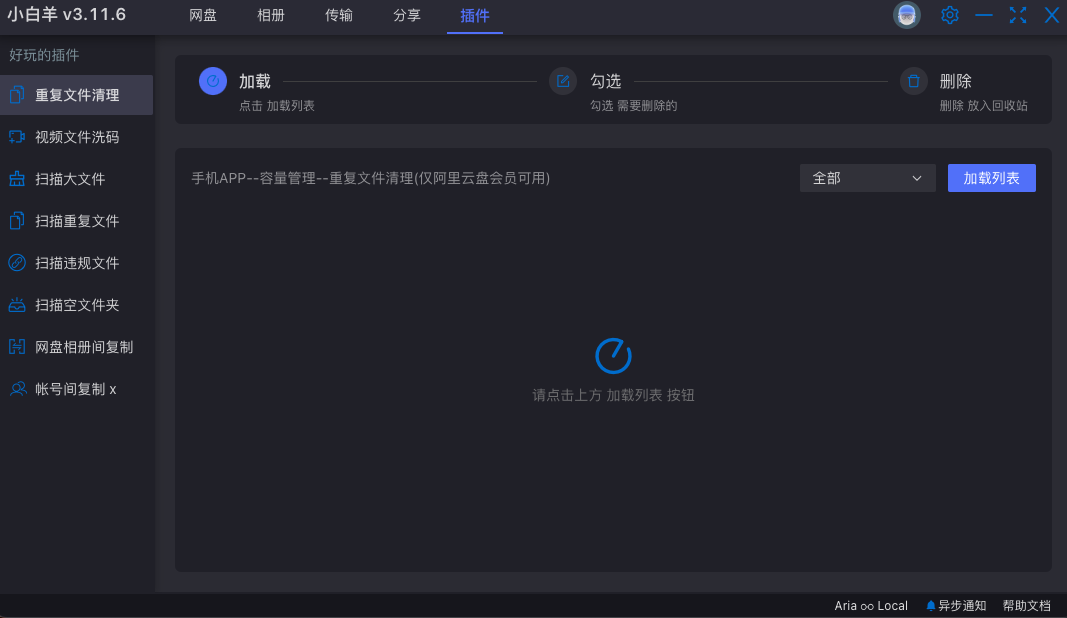 小白羊 v3.11.6
网盘 相册 传输 分享 插件
好玩的插件
重复文件清理
视频文件洗码
扫描大文件
扫描重复文件
扫描违规文件
扫描空文件夹
网盘相册间复制
帐号间复制 x
加载
点击 加载列表
勾选
勾选 需要删除的
删除
删除 放入回收站
手机APP--容量管理--重复文件清理(仅阿里云盘会员可用)
全部
加载列表
请点击上方 加载列表 按钮
Aria ∞ Local 异步通知 帮助文档